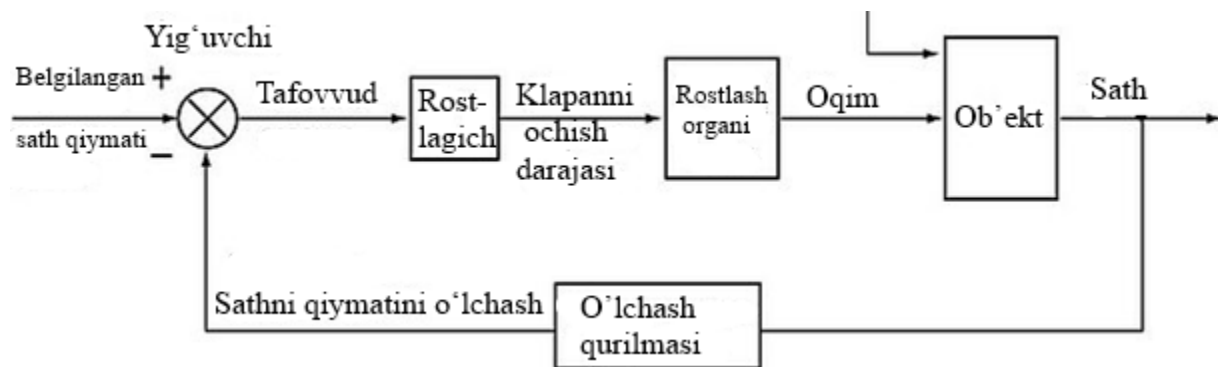 Yig‘uvchi
Belgilangan +
sath qiymati −
Tafovvud
Rost-
lagich
Klapanni
ochish
darajasi
Rostlash
organi
Oqim
Ob’ekt
Sath
Sathni qiymatini o‘lchash
O’lchash
qurilmasi